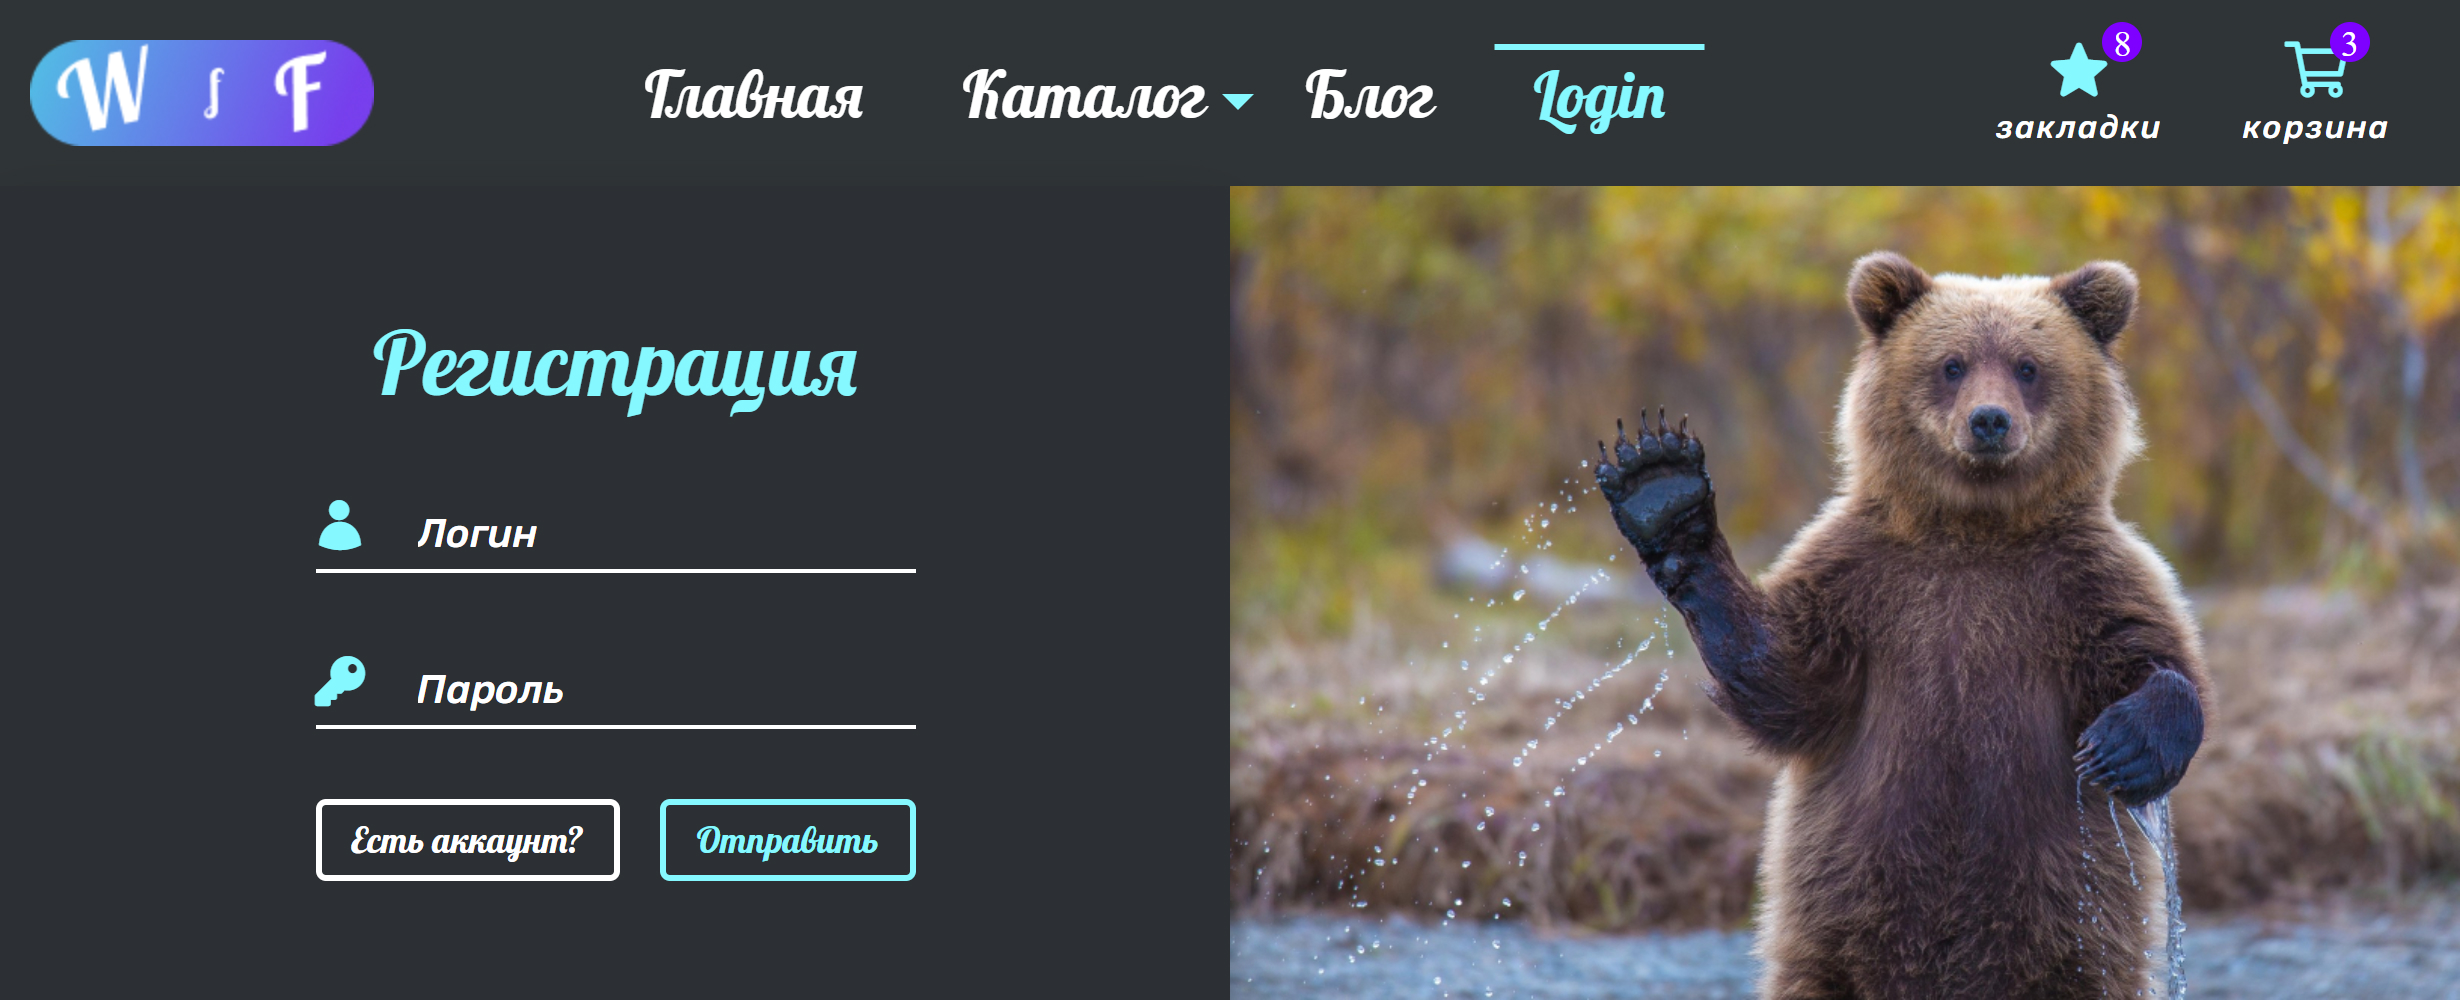 W f F
Главная Каталог Блог Login
8
закладки
3
корзина
Регистрация
Логин
Пароль
Есть аккаунт?
Отправить